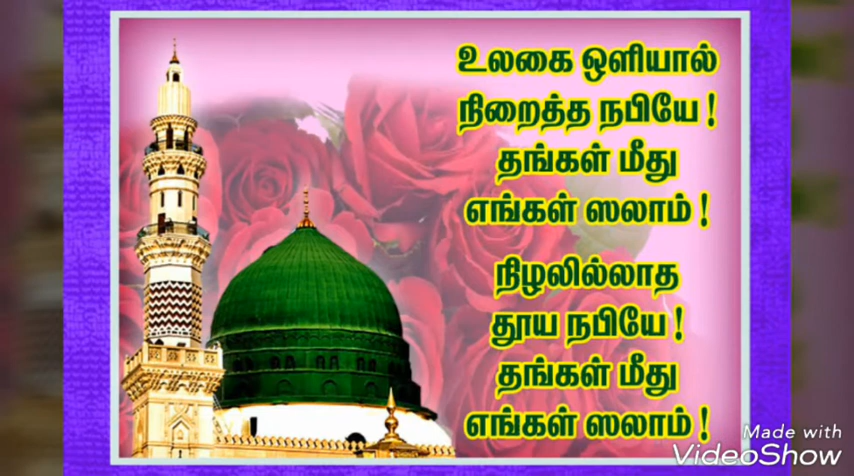 உலகை ஒளியால்
நிறைத்த நபியே !
தங்கள் மீது
எங்கள் ஸலாம் !
நிழலில்லாத
தூய நபியே !
தங்கள் மீது
எங்கள் ஸலாம் !
Made with
VideoShow